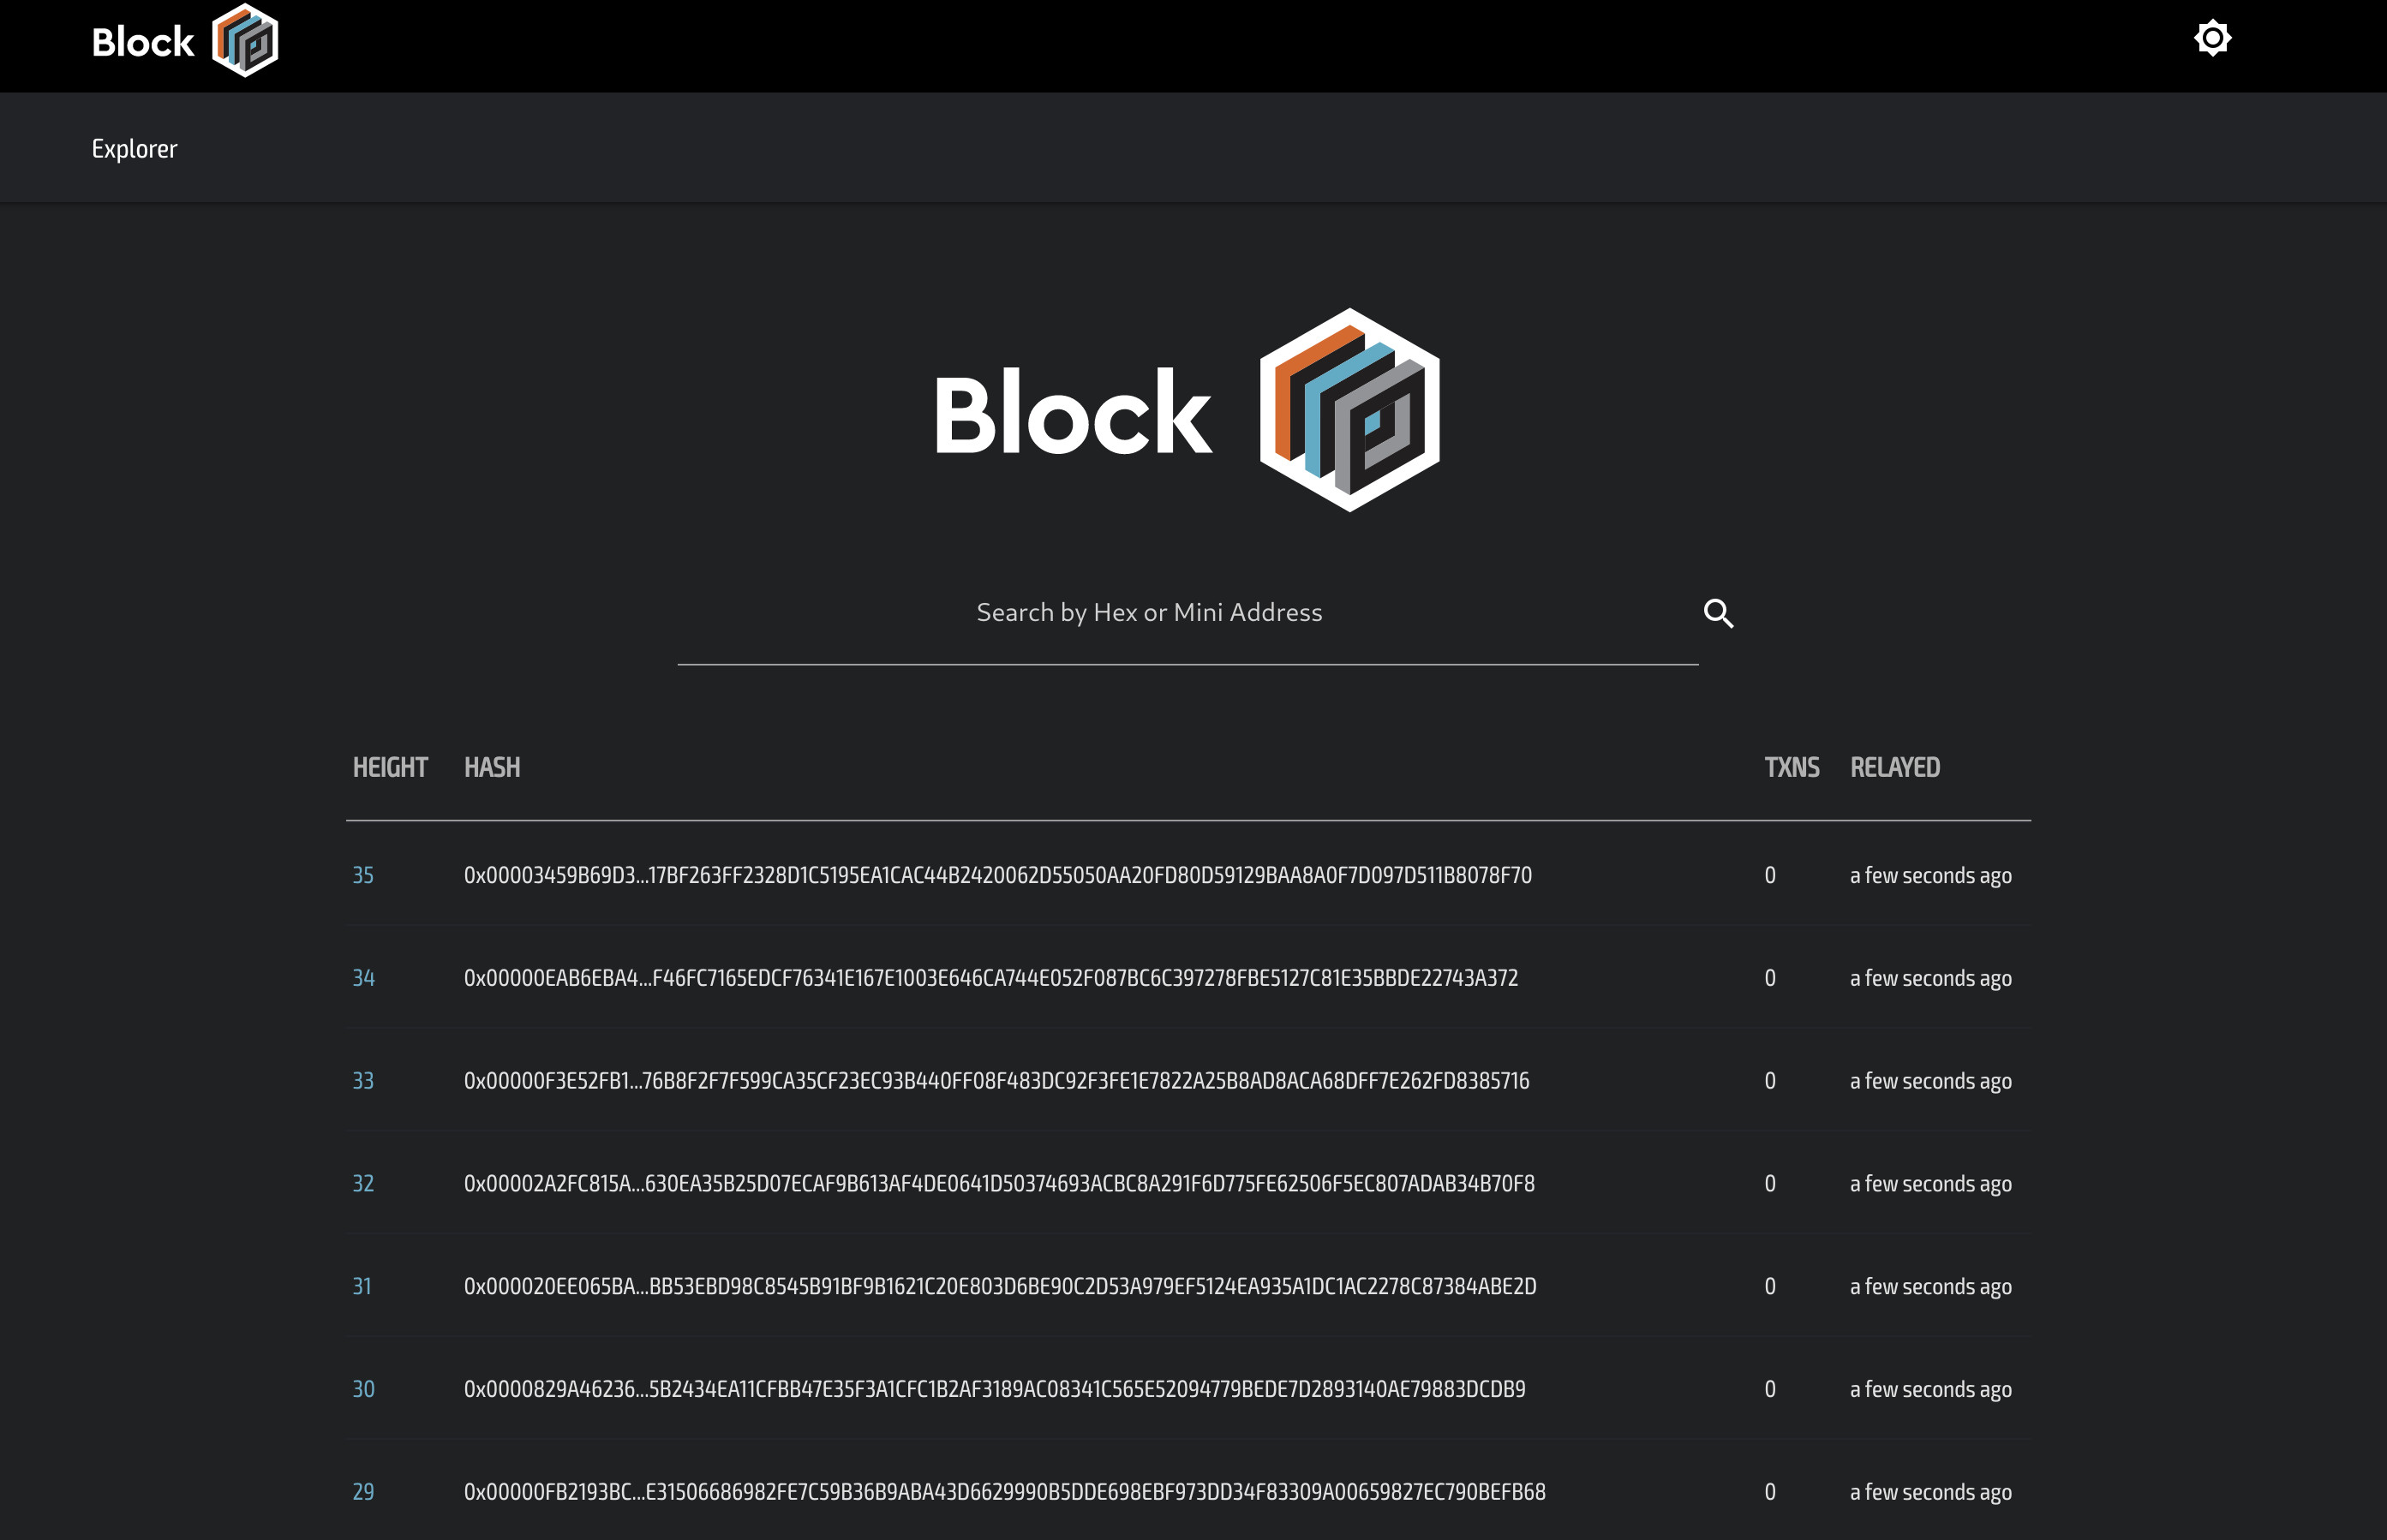 Block
Explorer
Block
Search by Hex or Mini Address
HEIGHT HASH TXNS RELAYED
35 0x00003459B69D3...17BF263FF2328D1C5195EA1CAC44B2420062D55050AA20FD80D59129BAA8A0F7D097D511B8078F70 0 a few seconds ago
34 0x00000EAB6EBA4...F46FC7165EDCF76341E167E1003E646CA744E052F087BC6C397278FBE5127C81E35BBDE22743A372 0 a few seconds ago
33 0x00000F3E52FB1...76B8F2F7F599CA35CF23EC93B440FF08F483DC92F3FE1E7822A25B8AD8ACA68DFF7E262FD8385716 0 a few seconds ago
32 0x00002A2FC815A...630EA35B25D07ECAF9B613AF4DE0641D50374693ACBC8A291F6D775FE62506F5EC807ADAB34B70F8 0 a few seconds ago
31 0x000020EE065BA...BB53EBD98C8545B91BF9B1621C20E803D6BE90C2D53A979EF5124EA935A1DC1AC2278C87384ABE2D 0 a few seconds ago
30 0x0000829A46236...5B2434EA11CFBB47E35F3A1CFC1B2AF3189AC08341C565E52094779BEDE7D2893140AE79883DCDB9 0 a few seconds ago
29 0x00000FB2193BC...E31506686982FE7C59B36B9ABA43D6629990B5DDE698EBF973DD34F83309A00659827EC790BEFB68 0 a few seconds ago